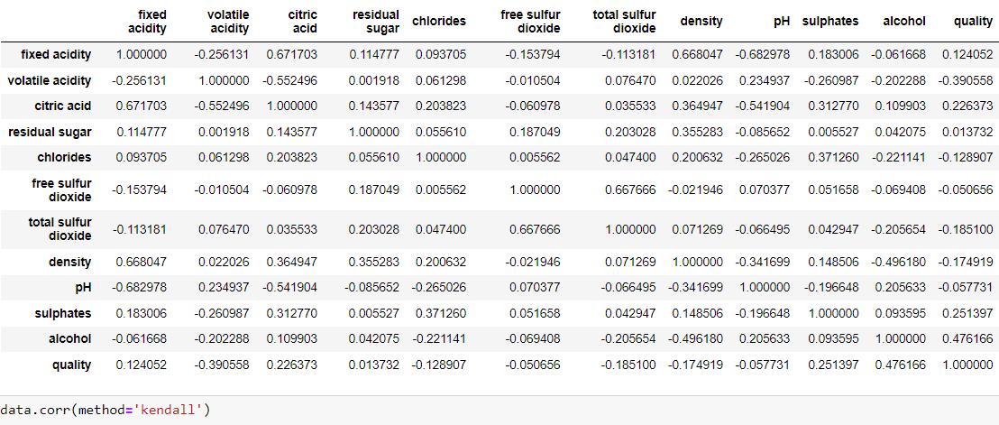 fixed acidity volatile acidity citric acid residual sugar chlorides free sulfur dioxide total sulfur dioxide density pH sulphates alcohol quality
fixed acidity 1.000000 -0.256131 0.671703 0.114777 0.093705 -0.153794 -0.113181 0.668047 -0.682978 0.183006 -0.061668 0.124052
volatile acidity -0.256131 1.000000 -0.552496 0.001918 0.061298 -0.010504 0.076470 0.022026 0.234937 -0.260987 -0.202288 -0.390558
citric acid 0.671703 -0.552496 1.000000 0.143577 0.203823 -0.060978 0.035533 0.364947 -0.541904 0.312770 0.109903 0.226373
residual sugar 0.114777 0.001918 0.143577 1.000000 0.055610 0.187049 0.203028 0.355283 -0.085652 0.005527 0.042075 0.013732
chlorides 0.093705 0.061298 0.203823 0.055610 1.000000 0.005562 0.047400 0.200632 -0.265026 0.371260 -0.221141 -0.128907
free sulfur dioxide -0.153794 -0.010504 -0.060978 0.187049 0.005562 1.000000 0.667666 -0.021946 0.070377 0.051658 -0.069408 -0.050656
total sulfur dioxide -0.113181 0.076470 0.035533 0.203028 0.047400 0.667666 1.000000 0.071269 -0.066495 0.042947 -0.205654 -0.185100
density 0.668047 0.022026 0.364947 0.355283 0.200632 -0.021946 0.071269 1.000000 -0.341699 0.148506 -0.496180 -0.174919
pH -0.682978 0.234937 -0.541904 -0.085652 -0.265026 0.070377 -0.066495 -0.341699 1.000000 -0.196648 0.205633 -0.057731
sulphates 0.183006 -0.260987 0.312770 0.005527 0.371260 0.051658 0.042947 0.148506 -0.196648 1.000000 0.093595 0.251397
alcohol -0.061668 -0.202288 0.109903 0.042075 -0.221141 -0.069408 -0.205654 -0.496180 0.205633 0.093595 1.000000 0.476166
quality 0.124052 -0.390558 0.226373 0.013732 -0.128907 -0.050656 -0.185100 -0.174919 -0.057731 0.251397 0.476166 1.000000
data.corr(method='kendall')